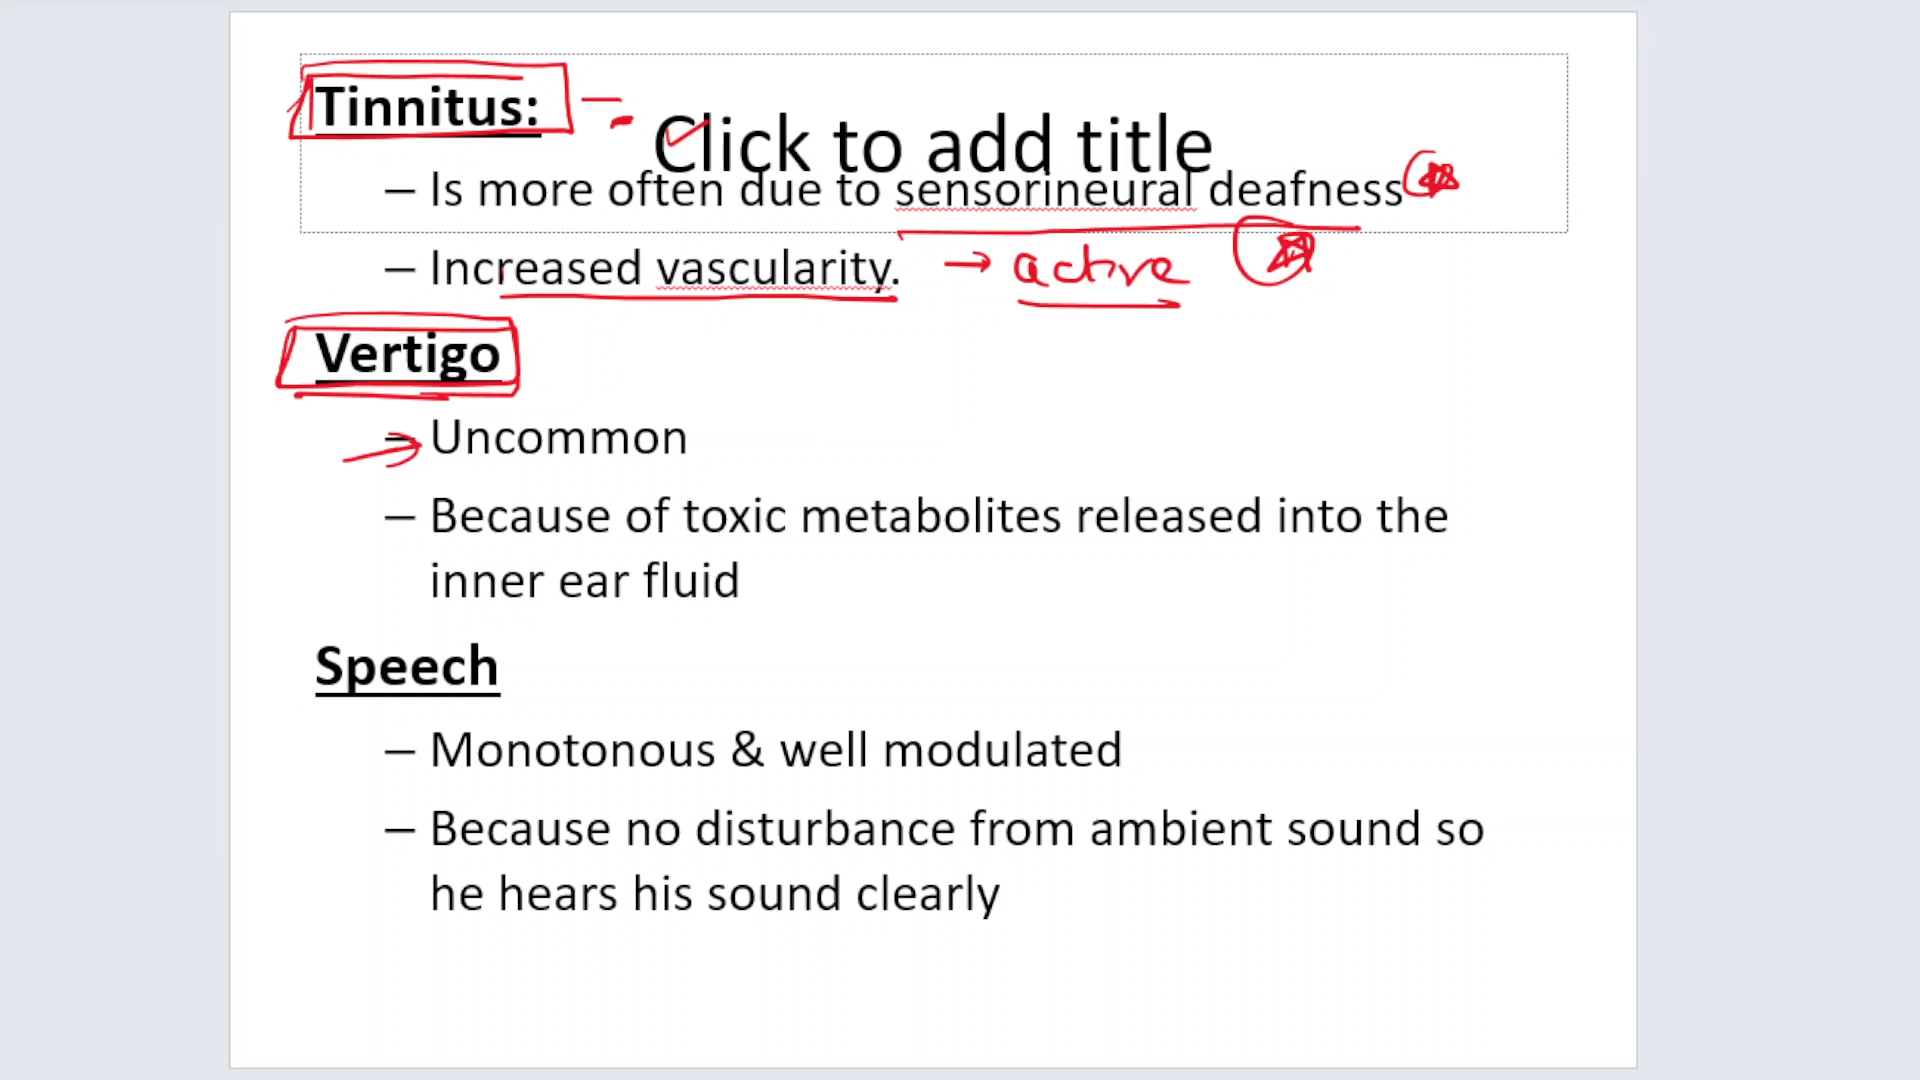 Tinnitus:
Click to add title
– Is more often due to sensorineural deafness
– Increased vascularity. → active
Vertigo
– Uncommon
– Because of toxic metabolites released into the
inner ear fluid
Speech
– Monotonous & well modulated
– Because no disturbance from ambient sound so
he hears his sound clearly